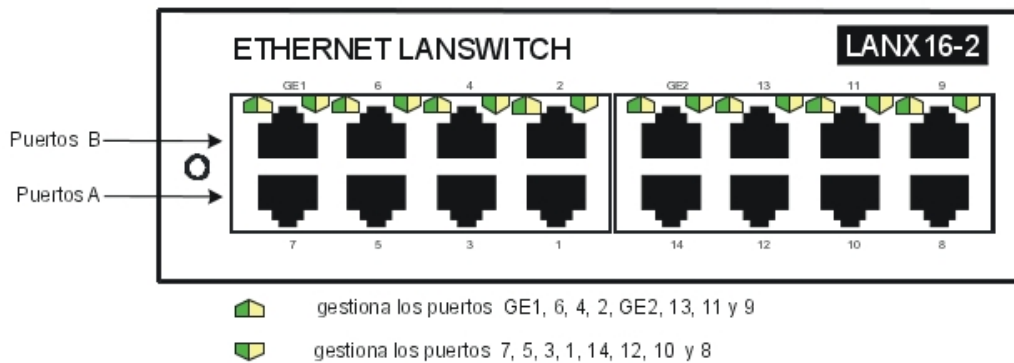 ETHERNET LANSWITCH
LANX 16-2
GE1 6 4 2 GE2 13 11 9
Puertos B
Puertos A
7 5 3 1 14 12 10 8
gestiona los puertos GE1, 6, 4, 2, GE2, 13, 11 y 9
gestiona los puertos 7, 5, 3, 1, 14, 12, 10 y 8